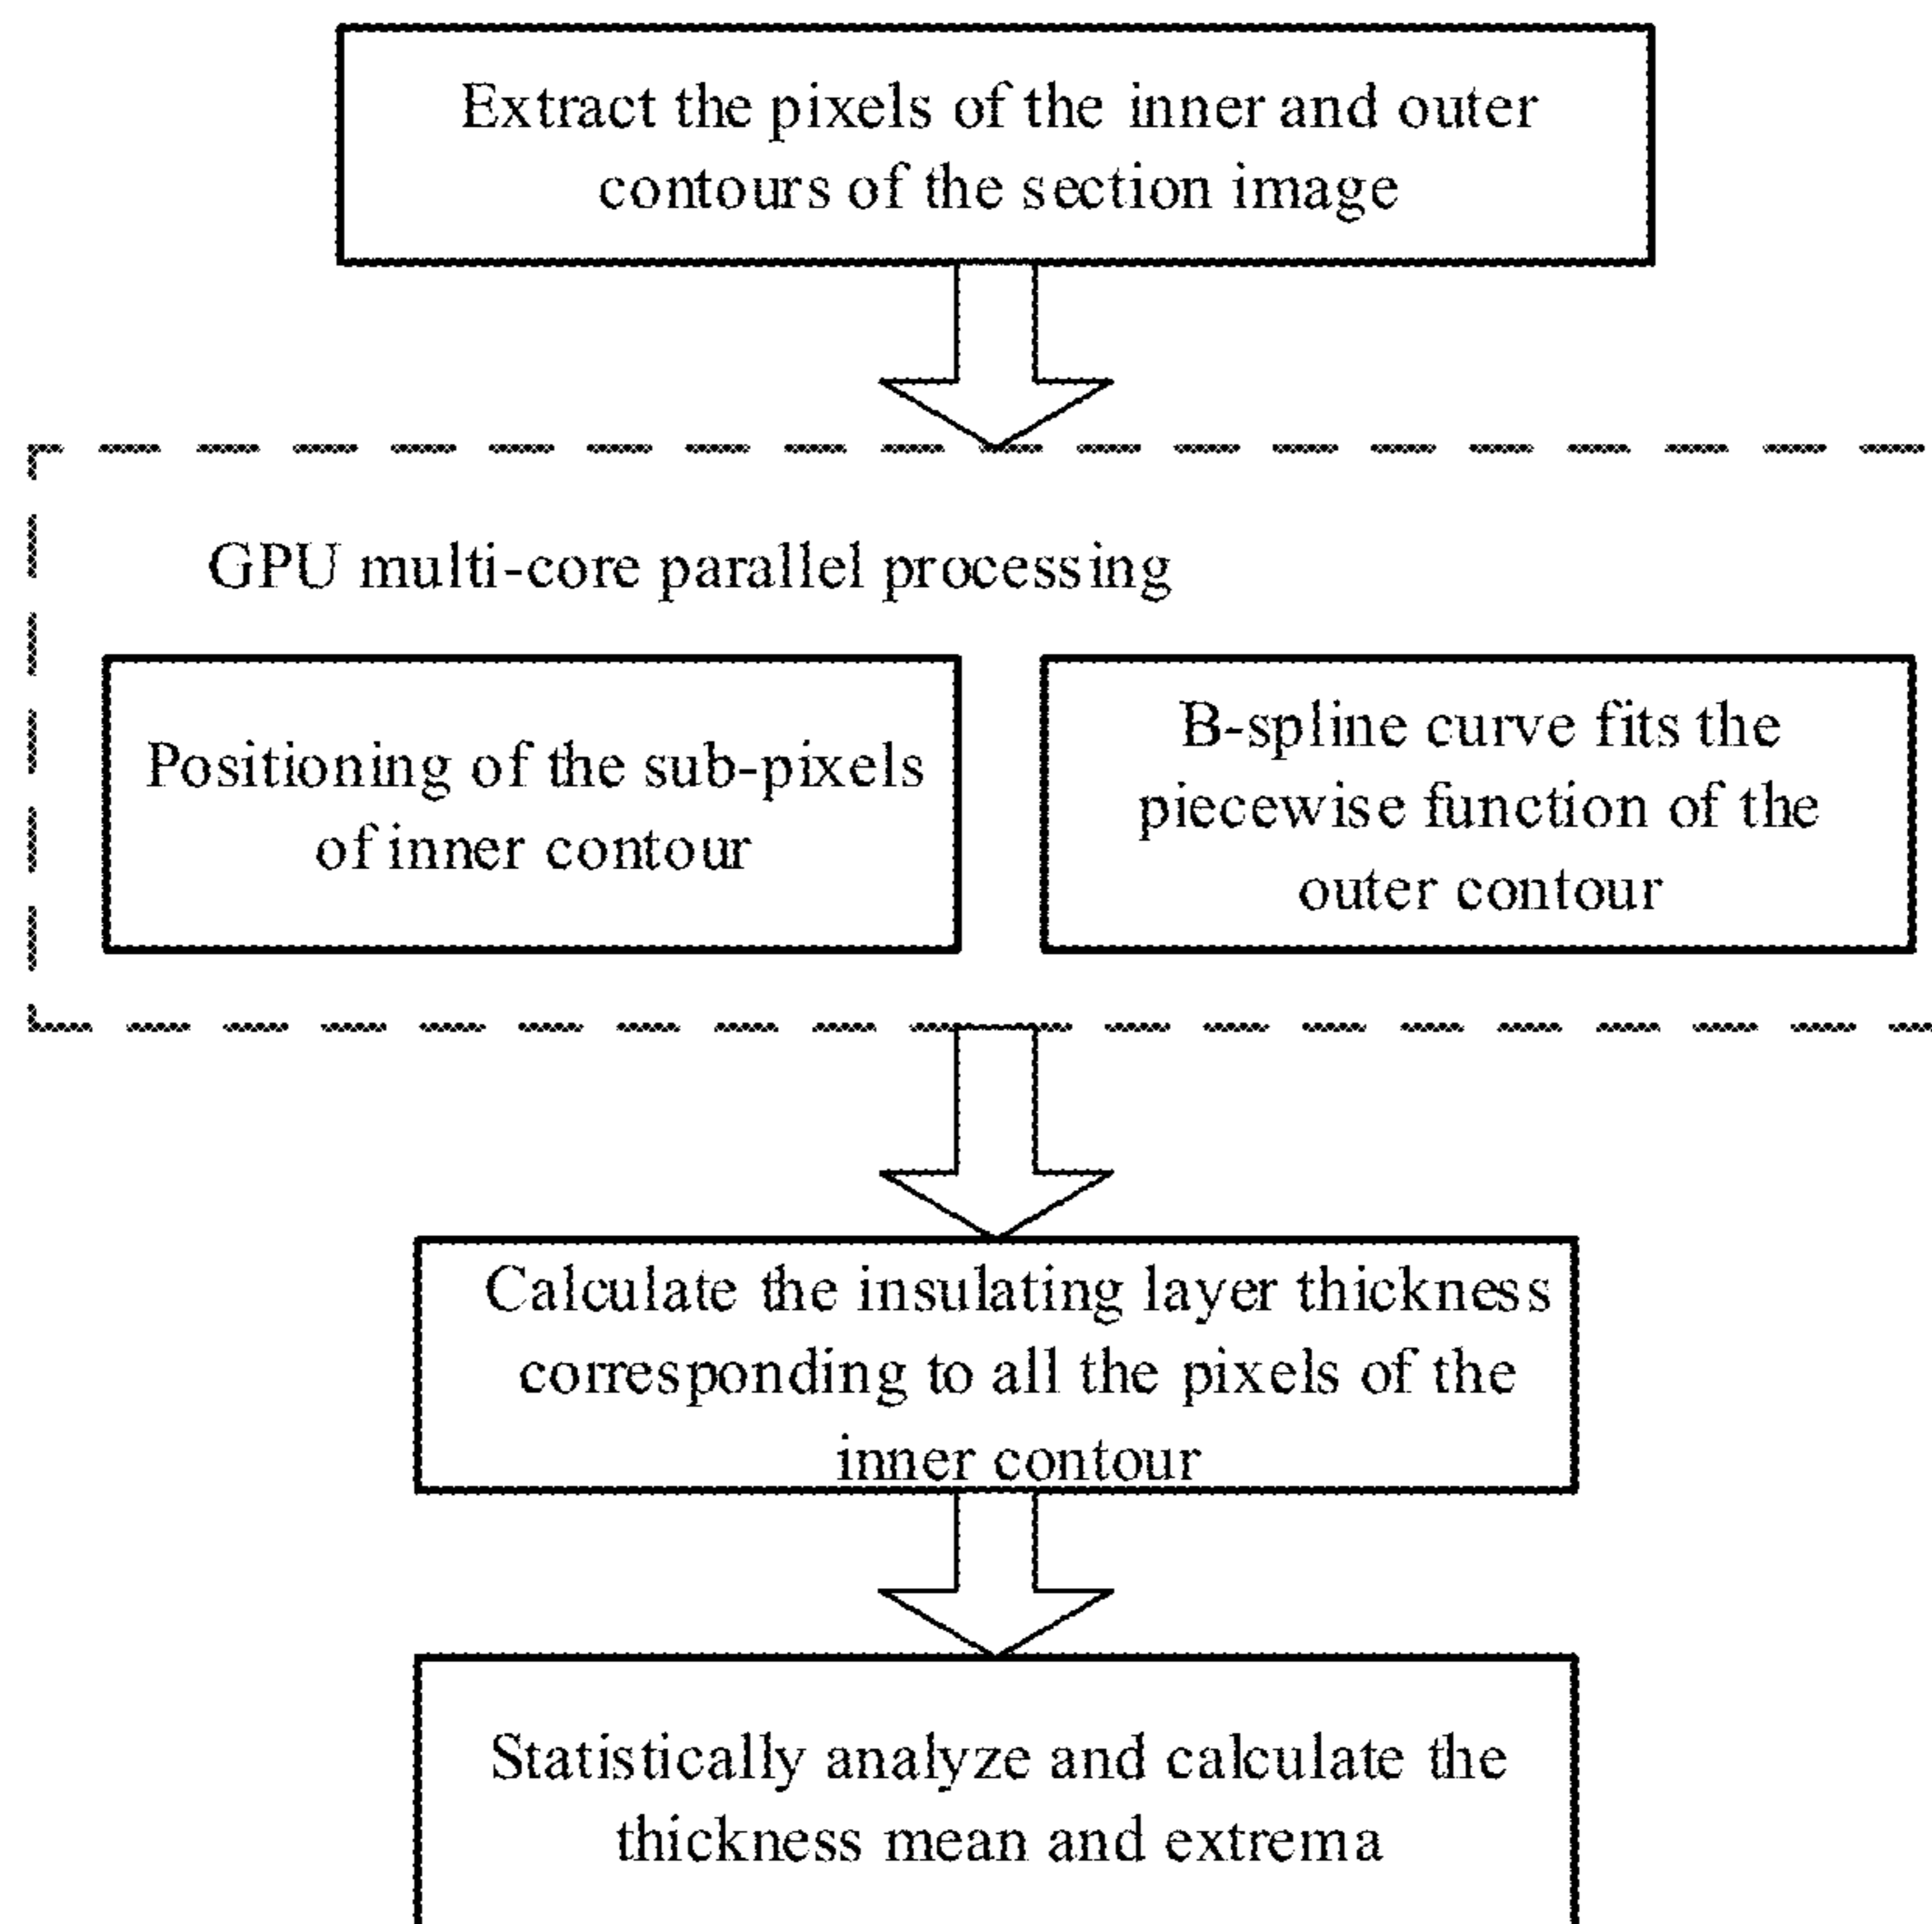 Extract the pixels of the inner and outer
contours of the section image
GPU multi-core parallel processing
Positioning of the sub-pixels
of inner contour
B-spline curve fits the
piecewise function of the
outer contour
Calculate the insulating layer thickness
corresponding to all the pixels of the
inner contour
Statistically analyze and calculate the
thickness mean and extrema